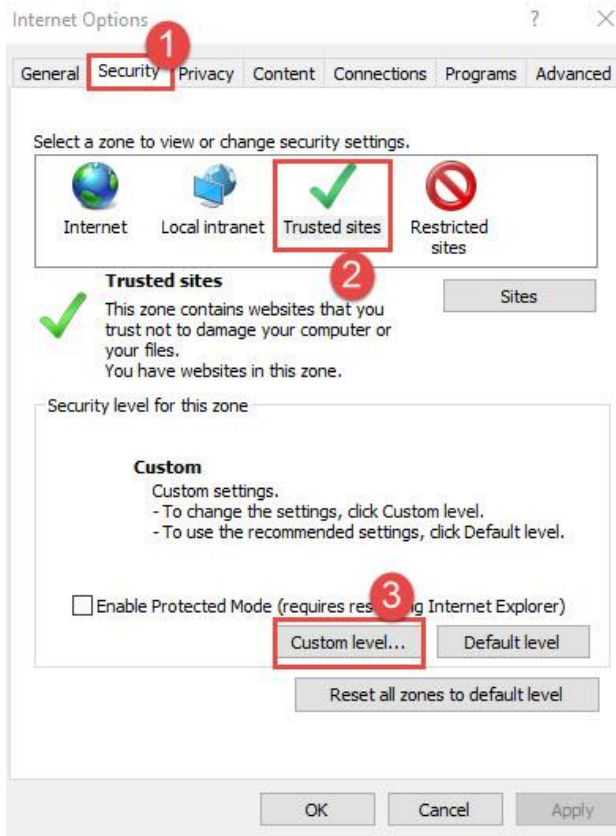 Internet Options
?
1
General Security Privacy Content Connections Programs Advanced
Select a zone to view or change security settings.
Internet Local intranet Trusted sites Restricted
sites
2
Trusted sites
Sites
This zone contains websites that you
trust not to damage your computer or
your files.
You have websites in this zone.
Security level for this zone
Custom
Custom settings.
- To change the settings, click Custom level.
- To use the recommended settings, click Default level.
3
Enable Protected Mode (requires Internet Explorer)
Custom level... Default level
Reset all zones to default level
OK Cancel Apply